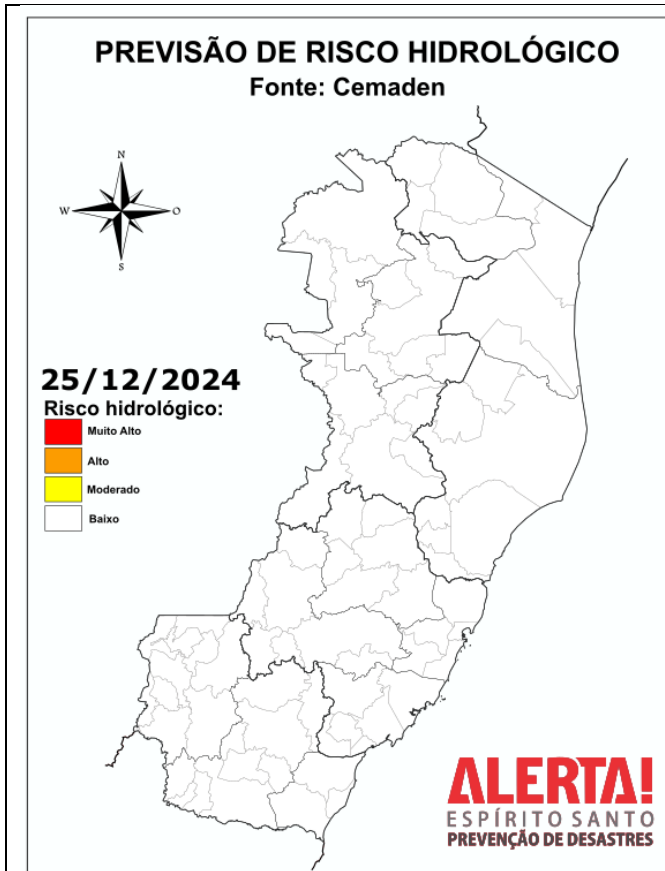 PREVISÃO DE RISCO HIDROLÓGICO
Fonte: Cemaden
N
W
O
S
25/12/2024
Risco hidrológico:
Muito Alto
Alto
Moderado
Baixo
ALERTA!
ESPÍRITO SANTO
PREVENÇÃO DE DESASTRES